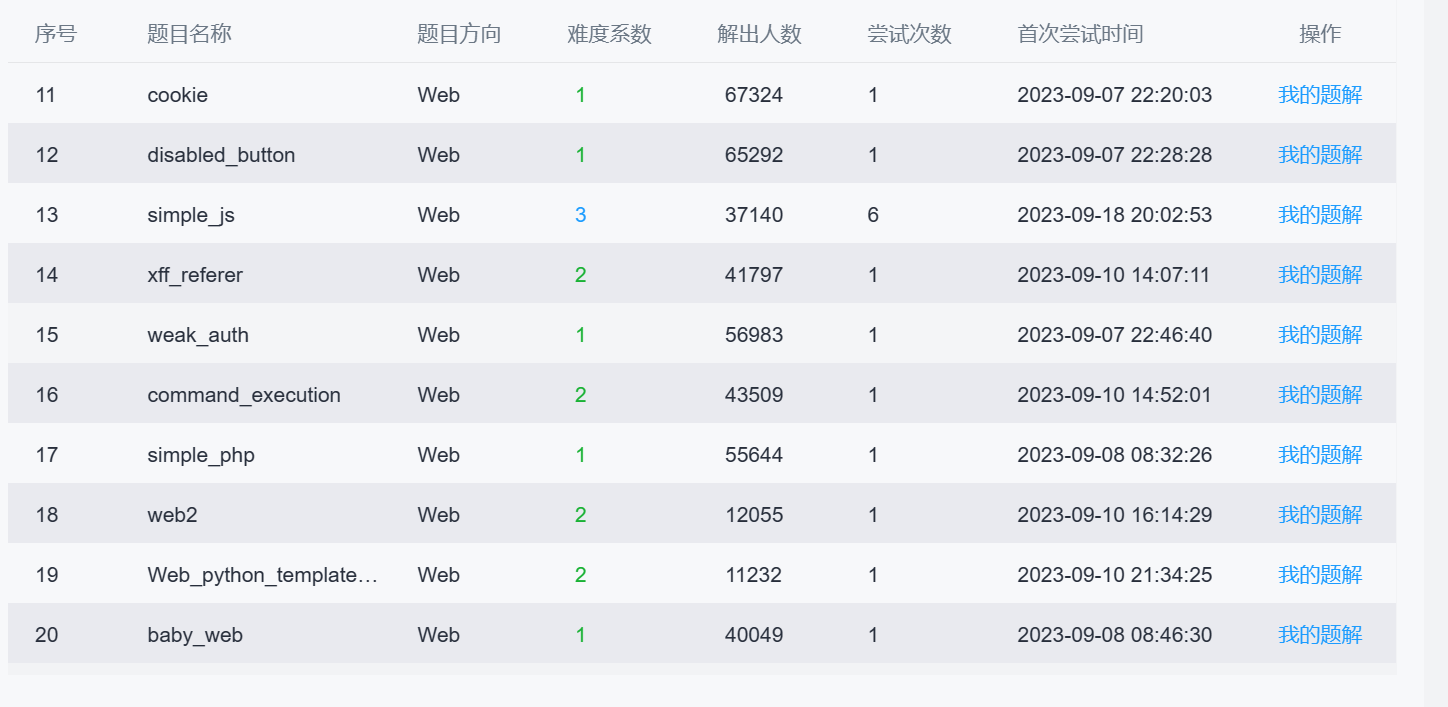 序号 题目名称 题目方向 难度系数 解出人数 尝试次数 首次尝试时间 操作
11 cookie Web 1 67324 1 2023-09-07 22:20:03 我的题解
12 disabled_button Web 1 65292 1 2023-09-07 22:28:28 我的题解
13 simple_js Web 3 37140 6 2023-09-18 20:02:53 我的题解
14 xff_referer Web 2 41797 1 2023-09-10 14:07:11 我的题解
15 weak_auth Web 1 56983 1 2023-09-07 22:46:40 我的题解
16 command_execution Web 2 43509 1 2023-09-10 14:52:01 我的题解
17 simple_php Web 1 55644 1 2023-09-08 08:32:26 我的题解
18 web2 Web 2 12055 1 2023-09-10 16:14:29 我的题解
19 Web_python_template… Web 2 11232 1 2023-09-10 21:34:25 我的题解
20 baby_web Web 1 40049 1 2023-09-08 08:46:30 我的题解